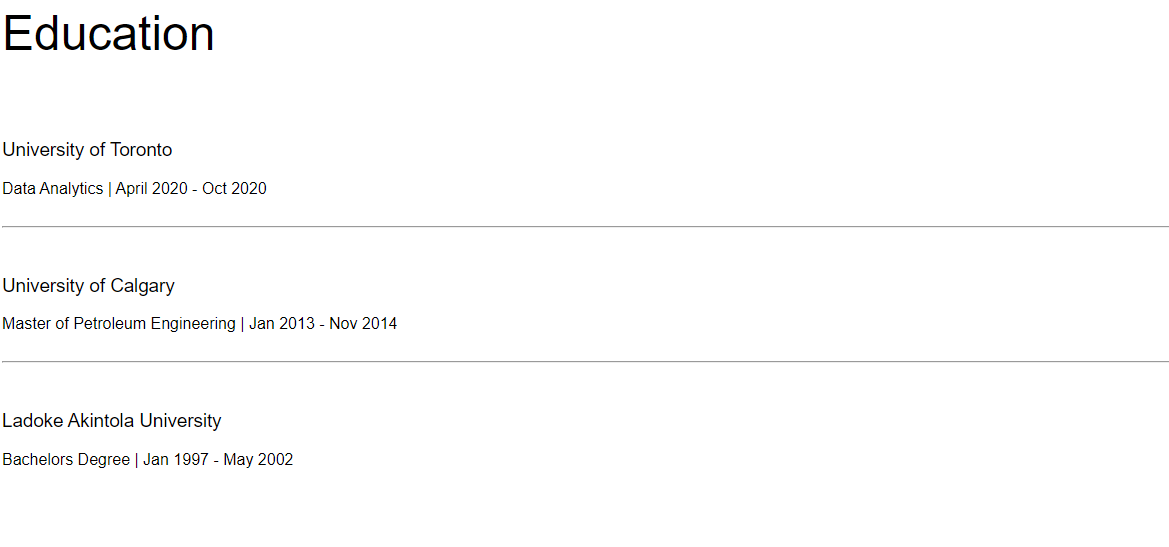 Education
University of Toronto
Data Analytics | April 2020 - Oct 2020
University of Calgary
Master of Petroleum Engineering | Jan 2013 - Nov 2014
Ladoke Akintola University
Bachelors Degree | Jan 1997 - May 2002